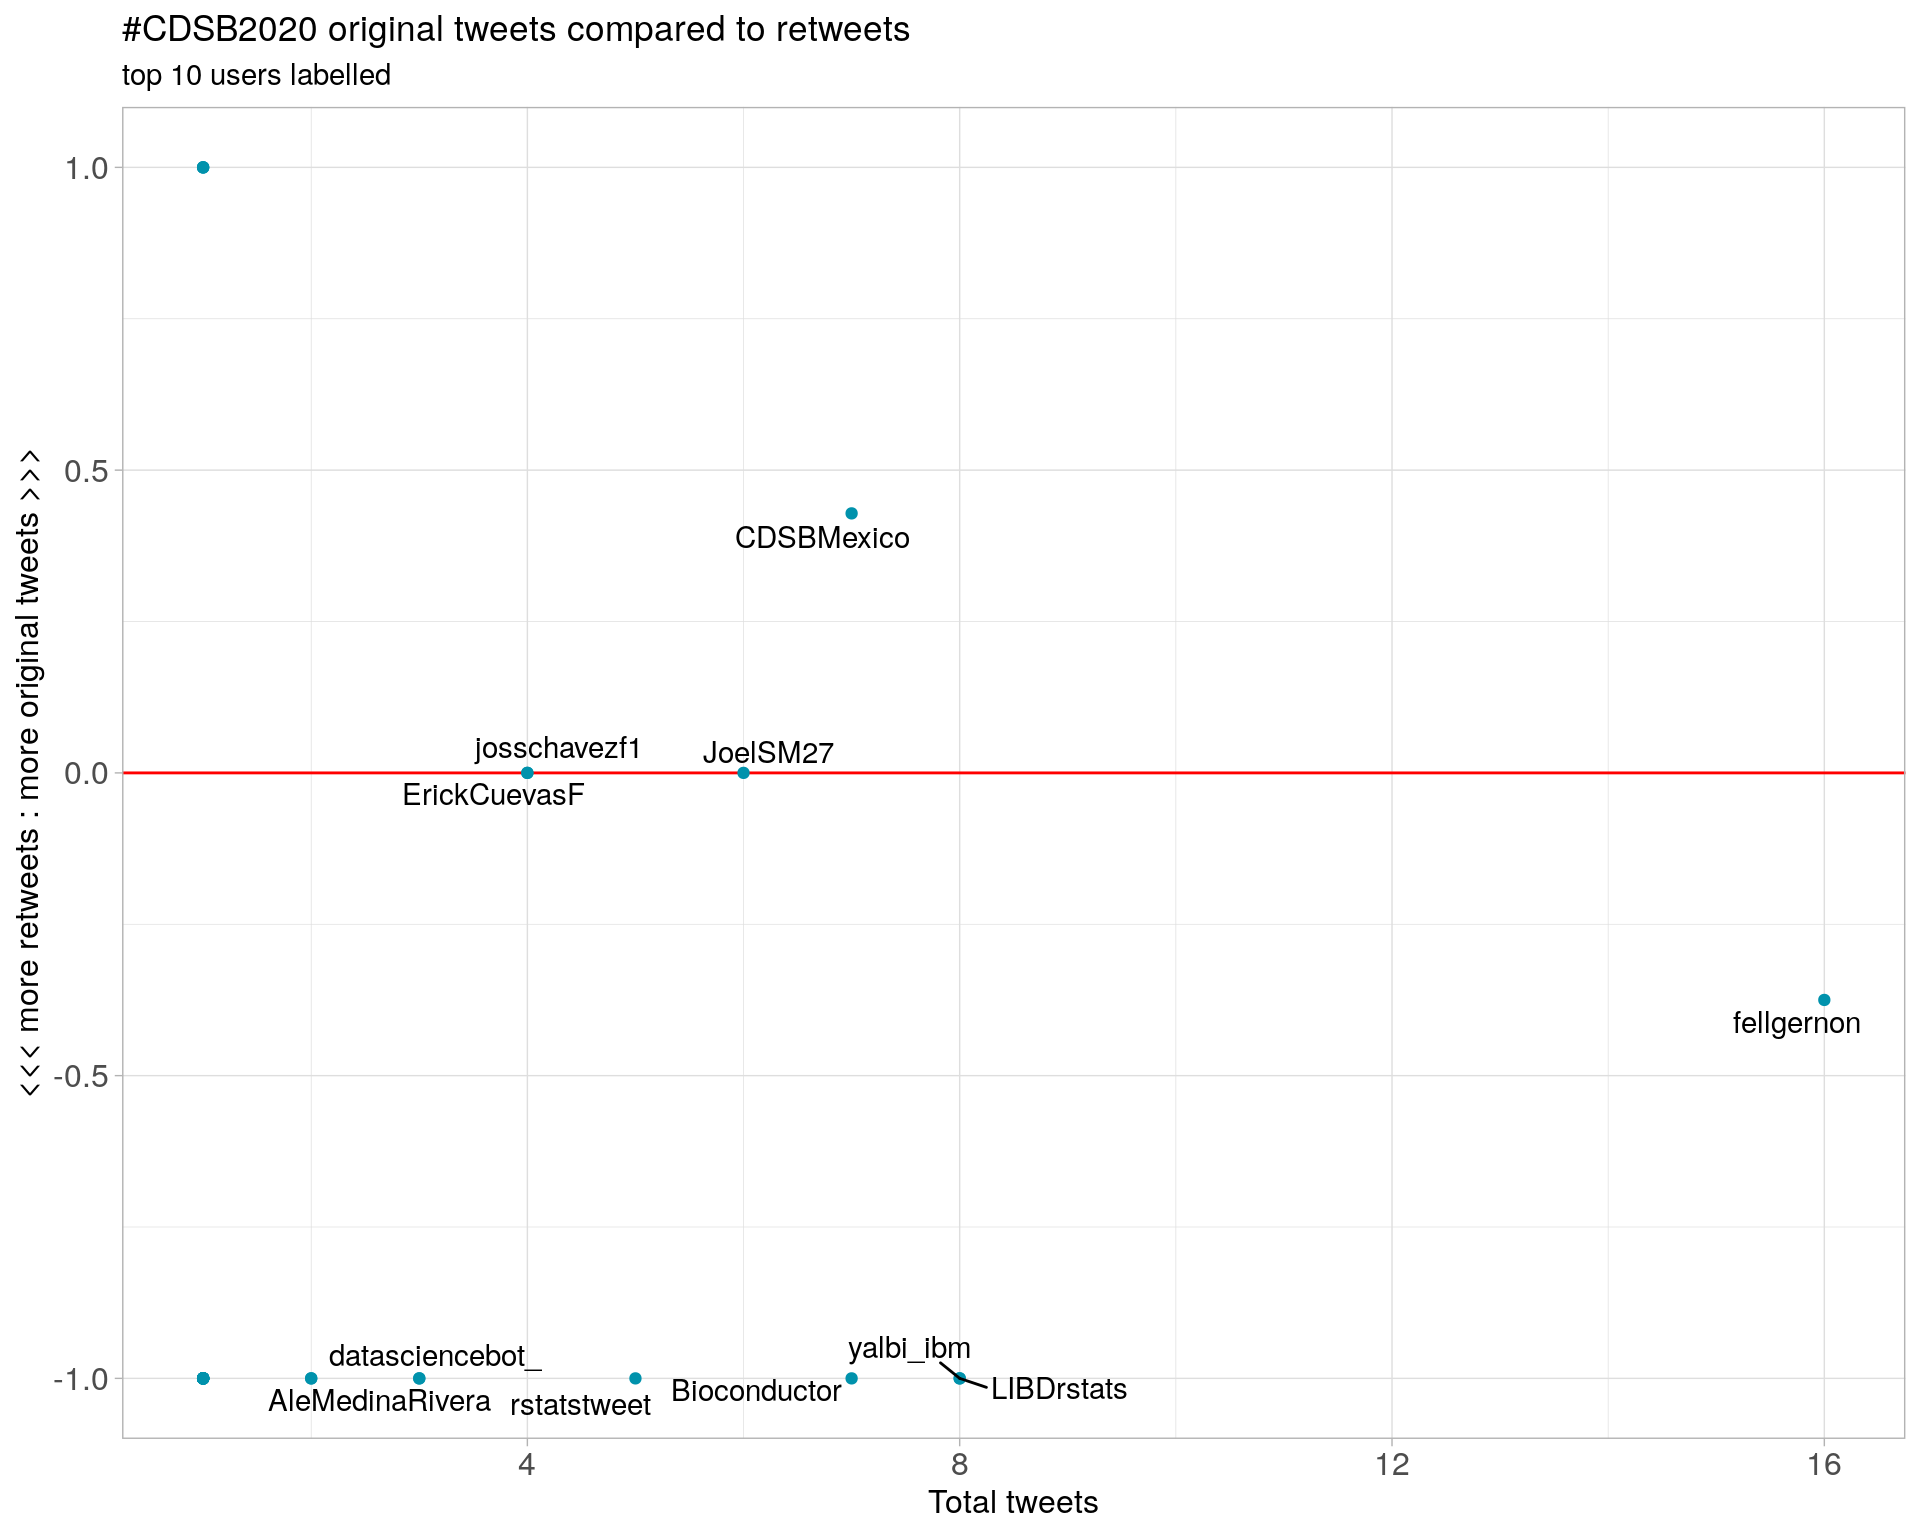 #CDSB2020 original tweets compared to retweets
top 10 users labelled
<<< more retweets : more original tweets >>>
1.0
0.5
0.0
-0.5
-1.0
CDSBMexico
josschavezf1
JoelSM27
ErickCuevasF
fellgernon
yalbi_ibm
datasciencebot_
LIBDrstats
Bioconductor
AleMedinaRivera
rstatstweet
4
8
12
16
Total tweets